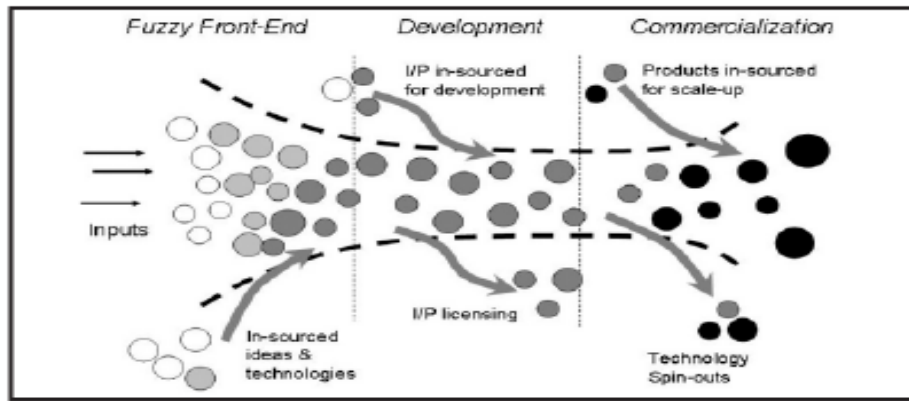 Fuzzy Front-End
Development
Commercialization
I/P in-sourced
for development
Products in-sourced
for scale-up
Inputs
In-sourced
ideas &
technologies
I/P licensing
Technology
Spin-outs